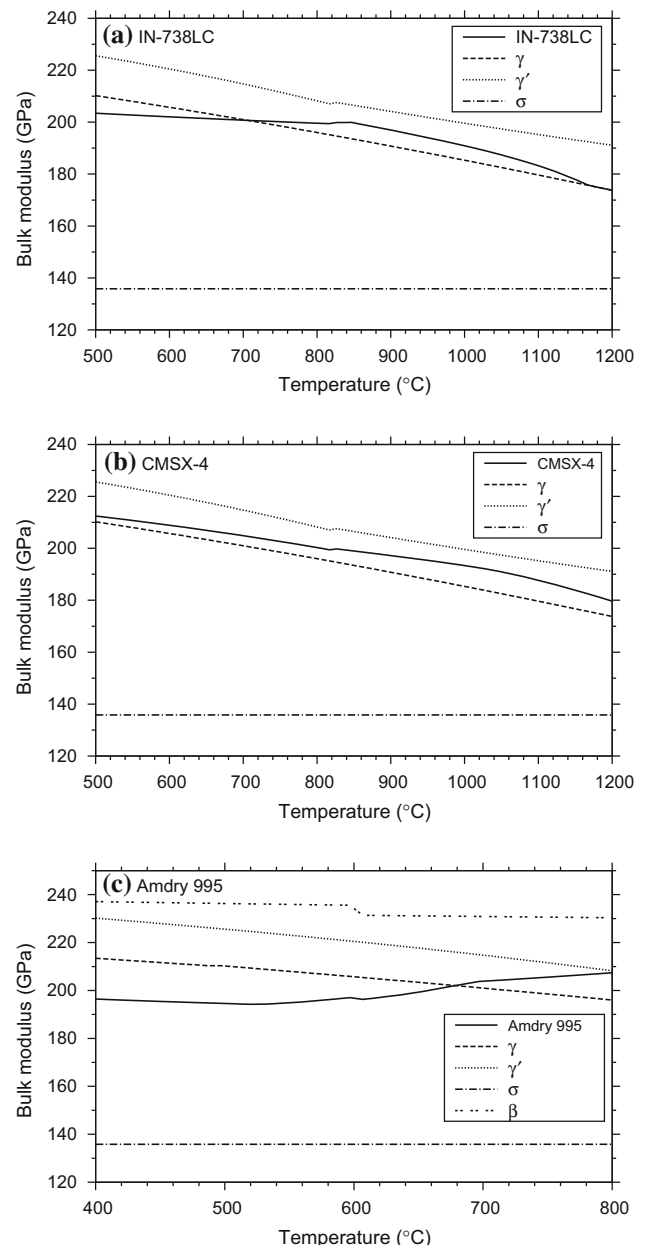 (a) IN-738LC
IN-738LC
γ
γ′
σ
Bulk modulus (GPa)
240
220
200
180
160
140
120
500 600 700 800 900 1000 1100 1200
Temperature (°C)
(b) CMSX-4
CMSX-4
γ
γ′
σ
Bulk modulus (GPa)
240
220
200
180
160
140
120
500 600 700 800 900 1000 1100 1200
Temperature (°C)
(c) Amdry 995
Amdry 995
γ
γ′
σ
β
Bulk modulus (GPa)
240
220
200
180
160
140
120
400 500 600 700 800
Temperature (°C)